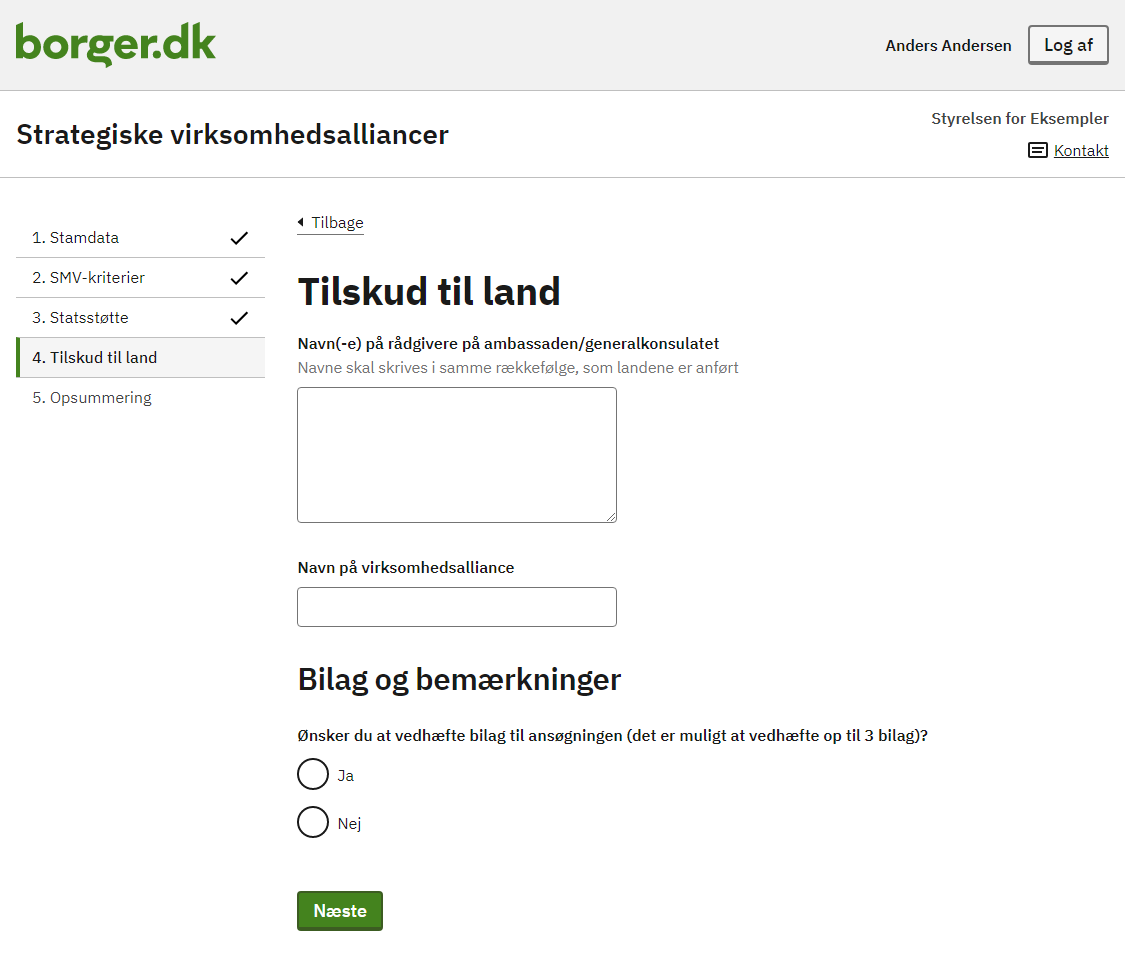 borger.dk
Anders Andersen
Log af
Strategiske virksomhedsalliancer
Styrelsen for Eksempler
Kontakt
1. Stamdata
2. SMV-kriterier
3. Statsstøtte
4. Tilskud til land
5. Opsummering
Tilbage
Tilskud til land
Navn(-e) på rådgivere på ambassaden/generalkonsulatet
Navne skal skrives i samme rækkefølge, som landene er anført
Navn på virksomhedsalliance
Bilag og bemærkninger
Ønsker du at vedhæfte bilag til ansøgningen (det er muligt at vedhæfte op til 3 bilag)?
Ja
Nej
Næste